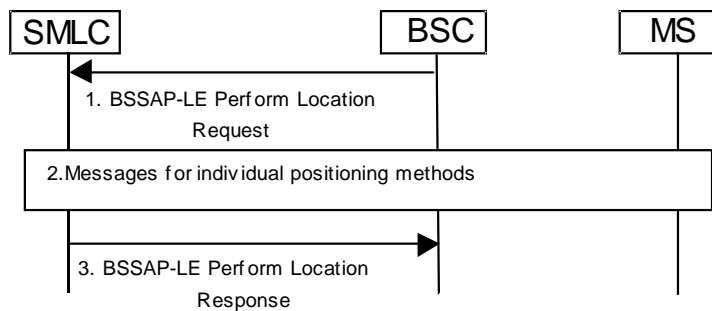 SMLC
BSC
MS
1. BSSAP-LE Perform Location
Request
2.Messages for individual positioning methods
3. BSSAP-LE Perform Location
Response